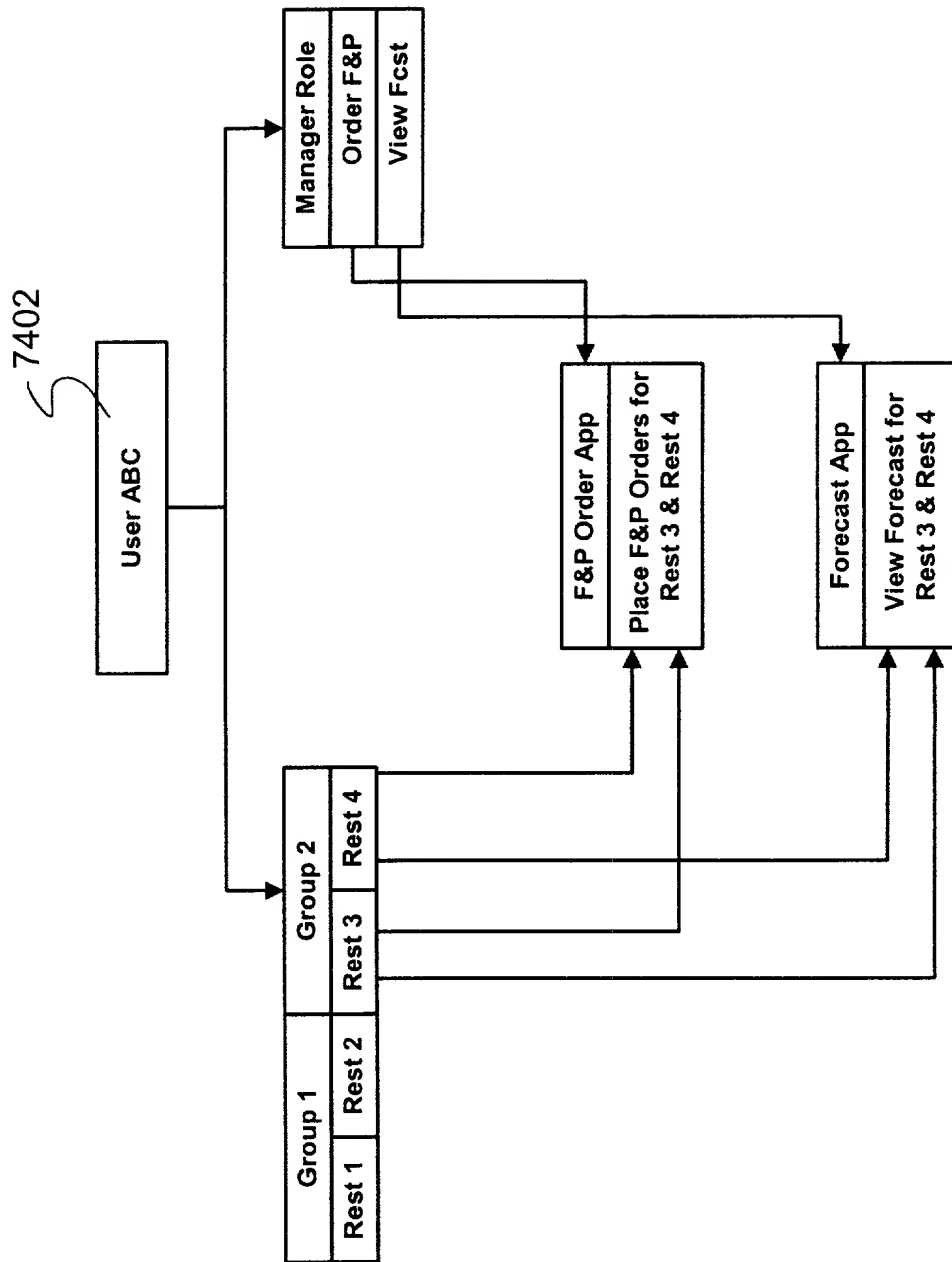 7402
User ABC
Group 1
Group 2
Rest 1
Rest 2
Rest 3
Rest 4
Manager Role
Order F&P
View Fcst
F&P Order App
Place F&P Orders for
Rest 3 & Rest 4
Forecast App
View Forecast for
Rest 3 & Rest 4